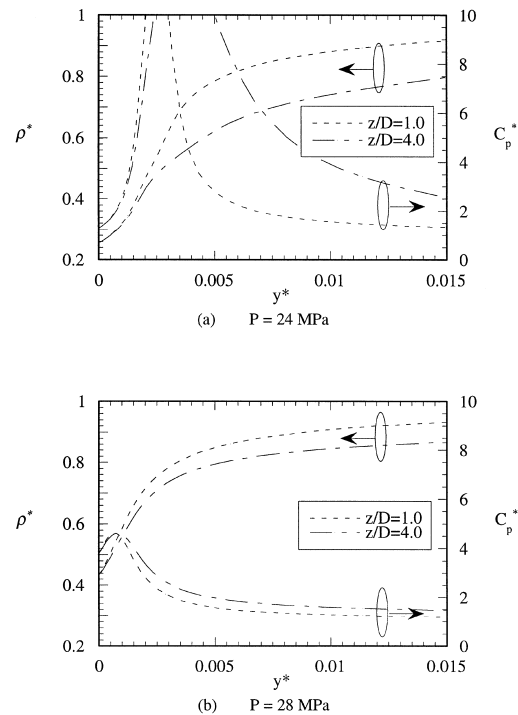 1 10
0.8 8
0.6 6
0.4 4
0.2 2
0
ρ* C_p*
z/D=1.0
z/D=4.0
0 0.005 0.01 0.015
y*
(a) P = 24 MPa
1 10
0.8 8
0.6 6
0.4 4
0.2 2
0
ρ* C_p*
z/D=1.0
z/D=4.0
0 0.005 0.01 0.015
y*
(b) P = 28 MPa